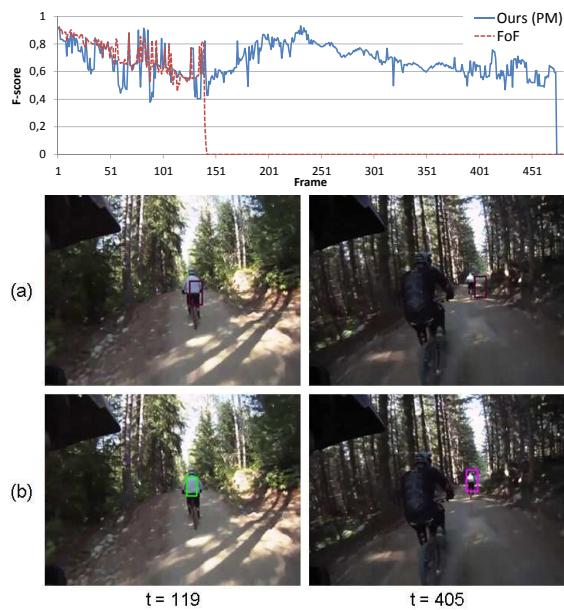 Ours (PM)
FoF
F-score
1
0,8
0,6
0,4
0,2
0
1 51 101 151 201 251 301 351 401 451
Frame
(a)
(b)
t = 119 t = 405